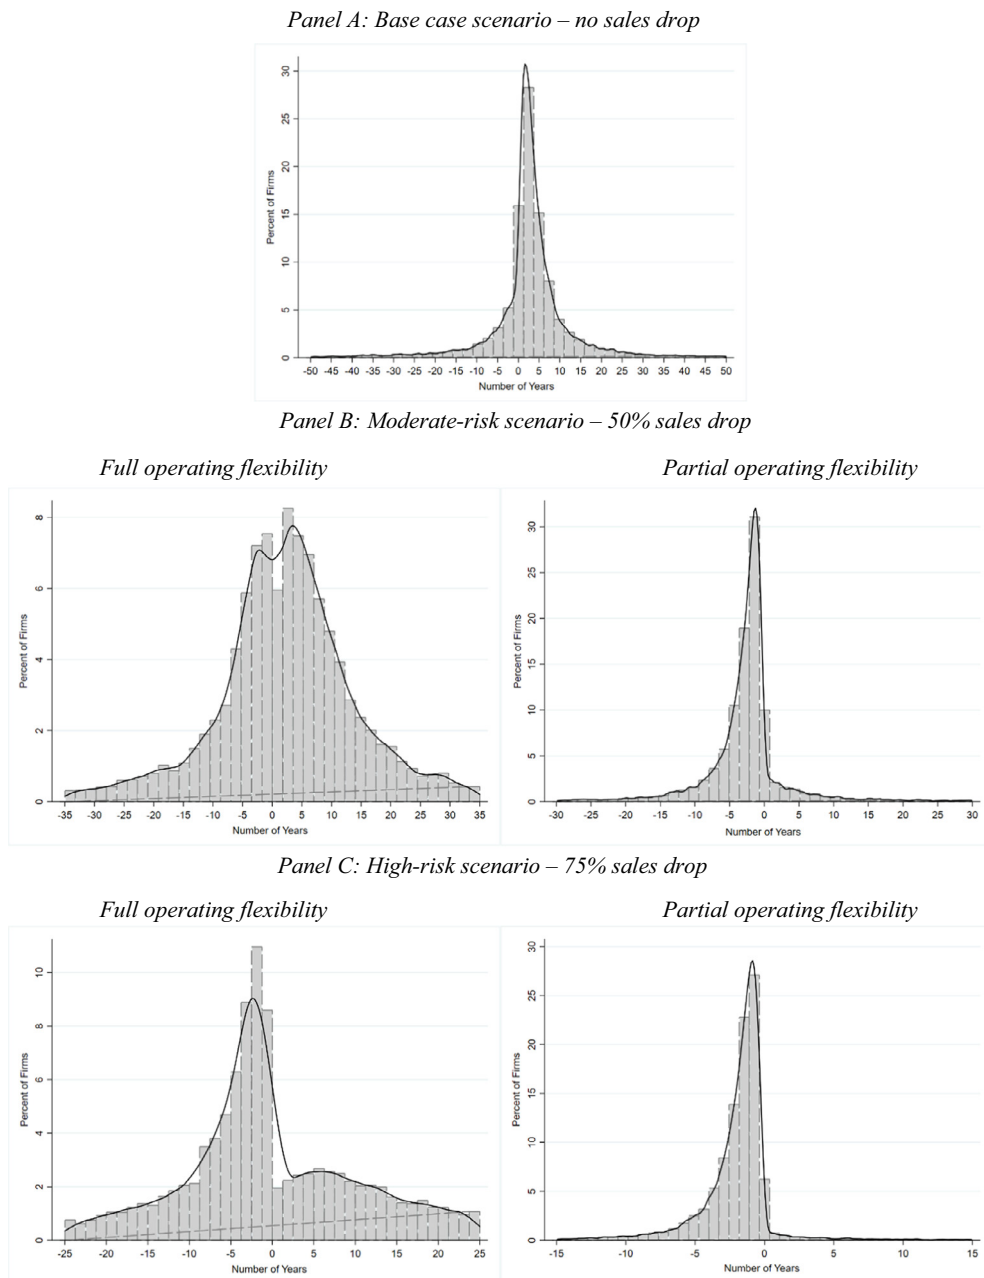 Panel A: Base case scenario – no sales drop
Percent of Firms
30
25
20
15
10
5
0
-50 -45 -40 -35 -30 -25 -20 -15 -10 -5 0 5 10 15 20 25 30 35 40 45 50
Number of Years
Panel B: Moderate-risk scenario – 50% sales drop
Full operating flexibility
Percent of Firms
8
6
4
2
0
-35 -30 -25 -20 -15 -10 -5 0 5 10 15 20 25 30 35
Number of Years
Partial operating flexibility
Percent of Firms
30
25
20
15
10
5
0
-30 -25 -20 -15 -10 -5 0 5 10 15 20 25 30
Number of Years
Panel C: High-risk scenario – 75% sales drop
Full operating flexibility
Percent of Firms
10
8
6
4
2
0
-25 -20 -15 -10 -5 0 5 10 15 20 25
Number of Years
Partial operating flexibility
Percent of Firms
30
25
20
15
10
5
0
-15 -10 -5 0 5 10 15
Number of Years